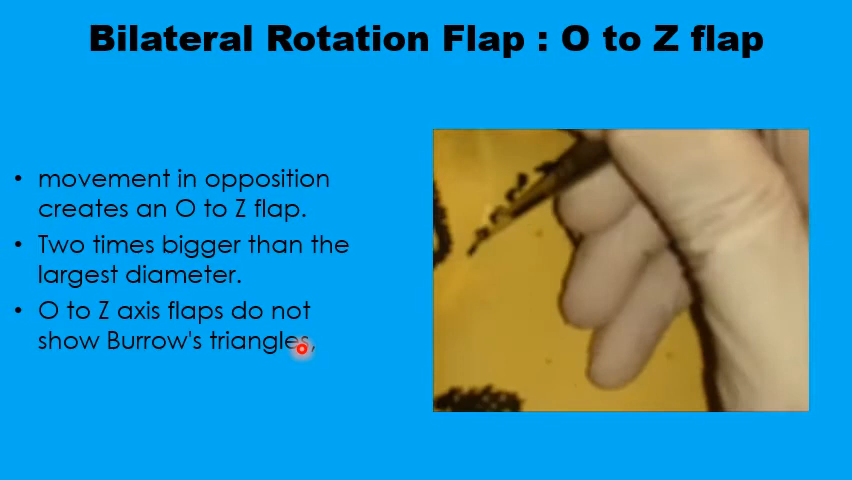 Bilateral Rotation Flap : O to Z flap
• movement in opposition
creates an O to Z flap.
• Two times bigger than the
largest diameter.
• O to Z axis flaps do not
show Burrow's triangles,